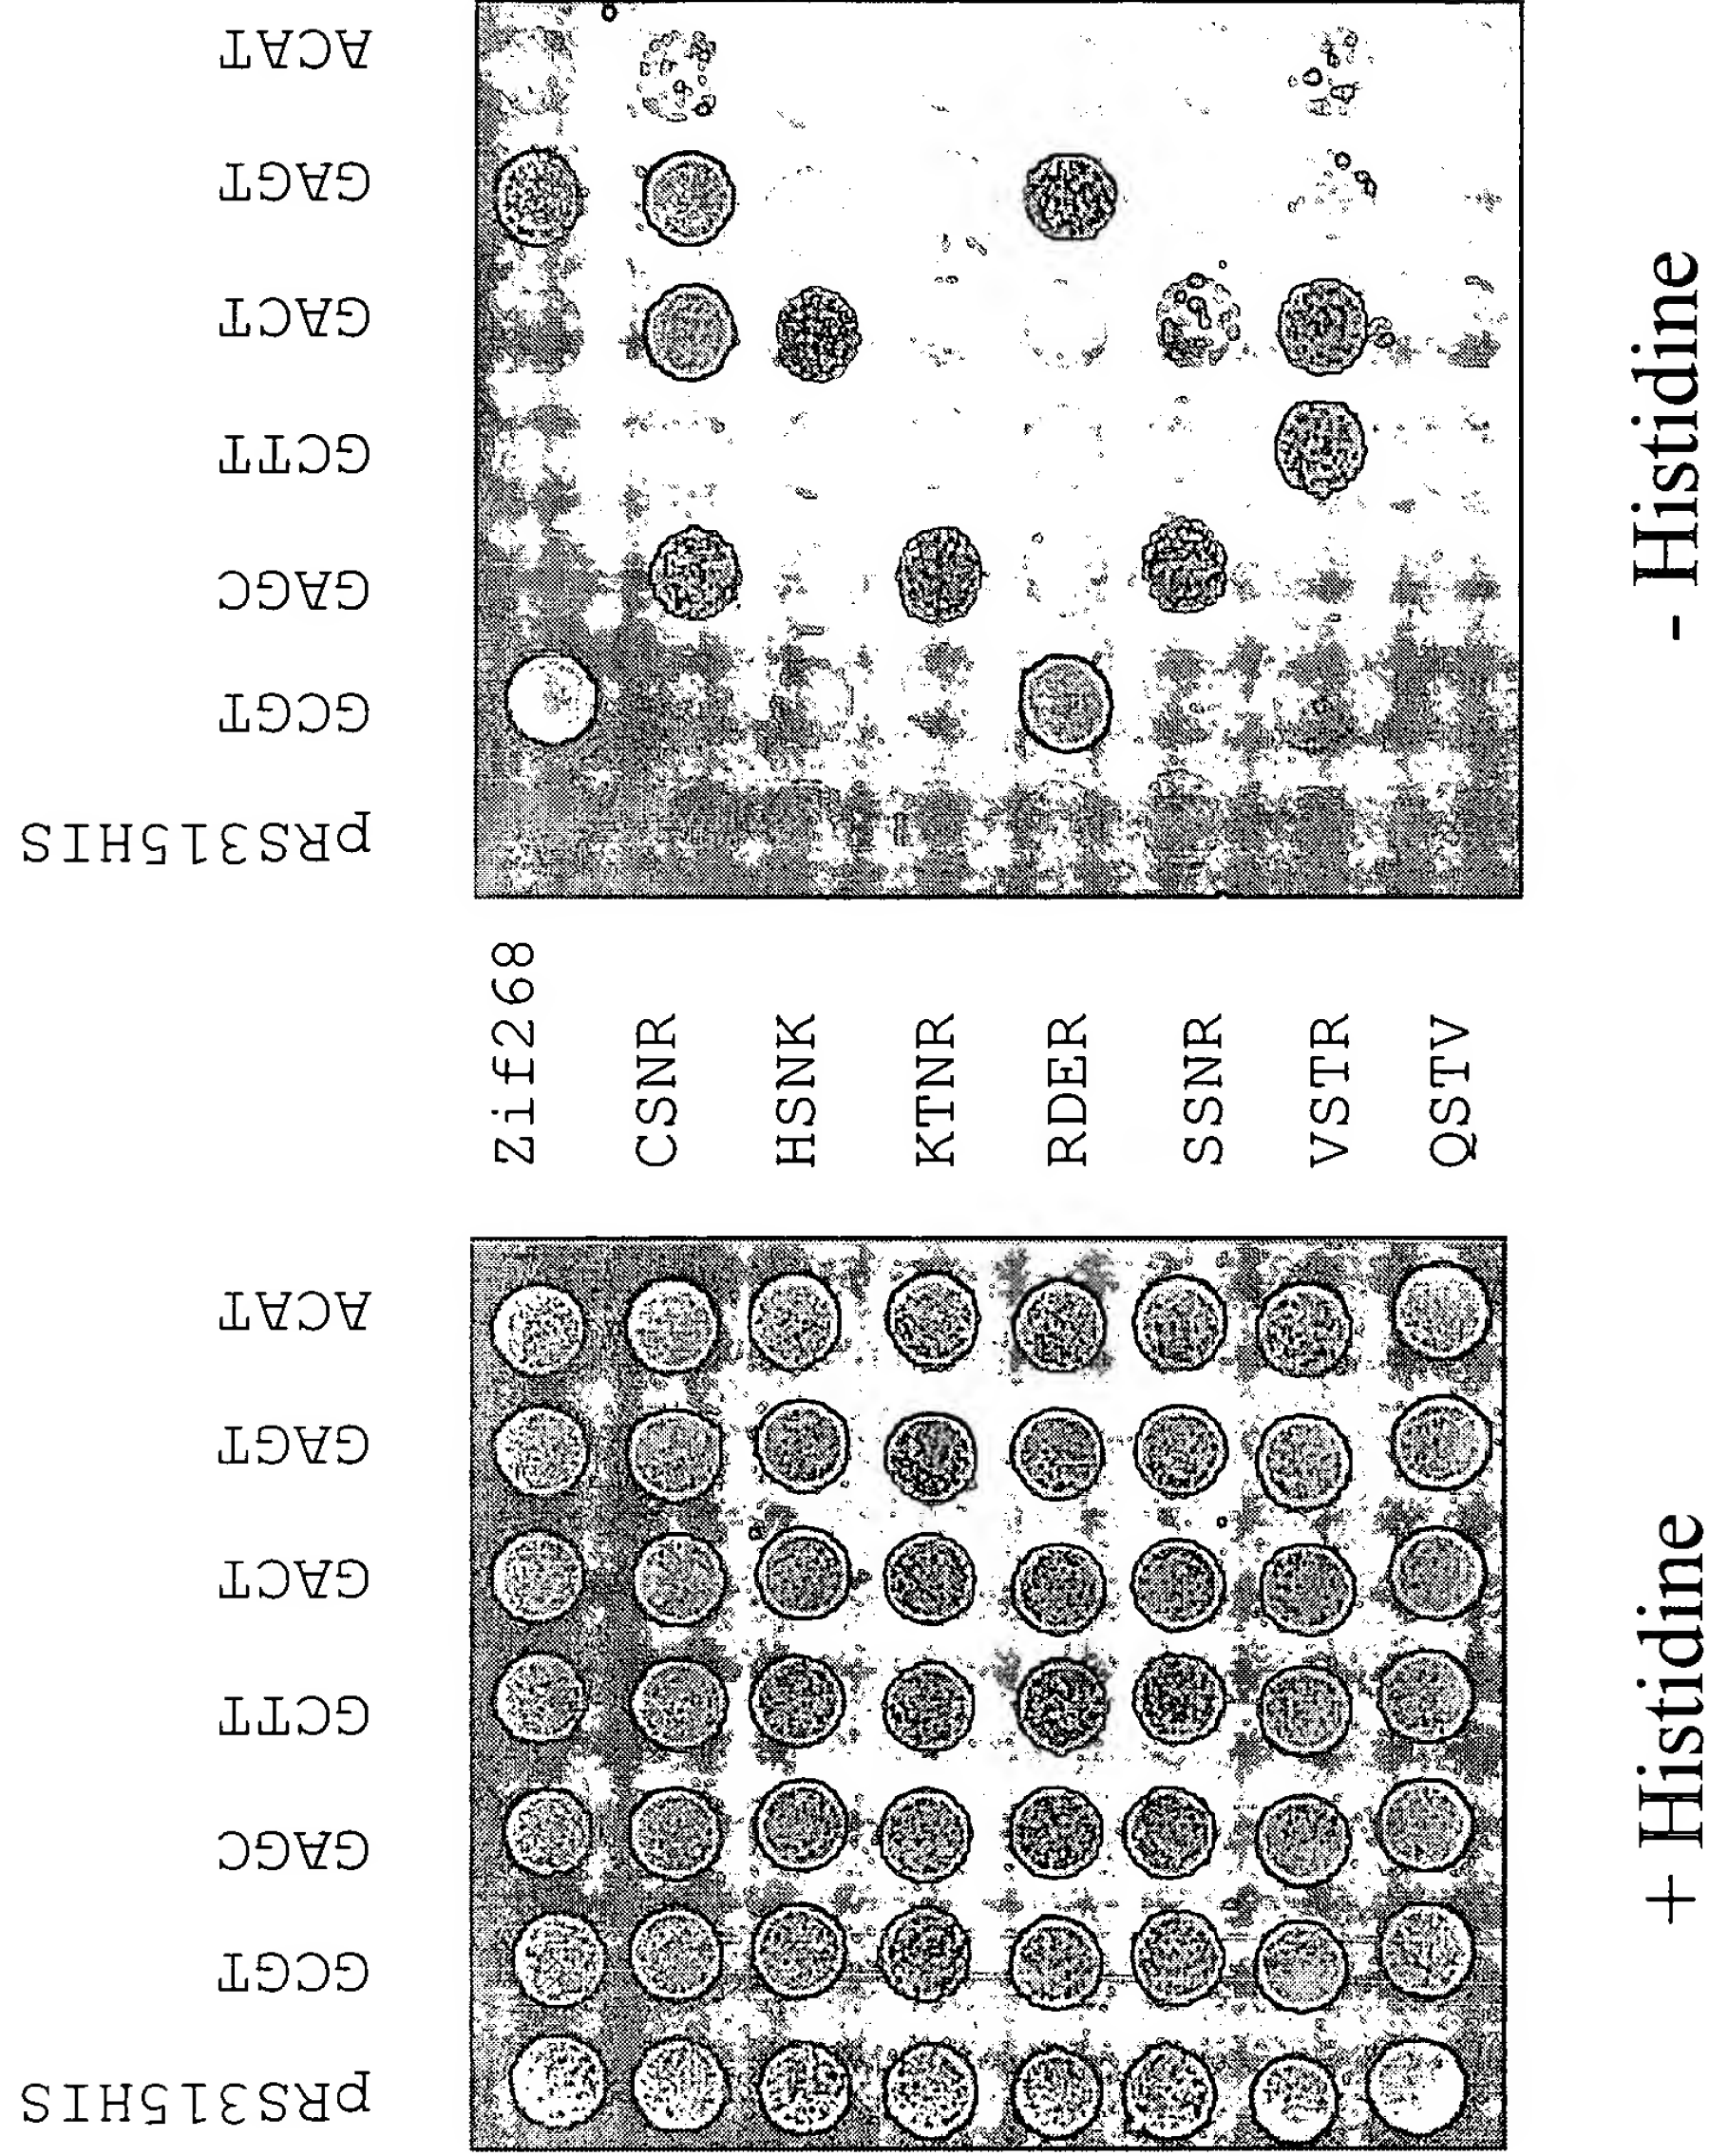 ACAT
GAGT
GACT
GCTT
GAGC
GCGT
pRS315HIS
- Histidine
Zif268
CSNR
HSNK
KTNR
RDER
SSNR
VSTR
QSTV
ACAT
GAGT
GACT
GCTT
GAGC
GCGT
pRS315HIS
+ Histidine